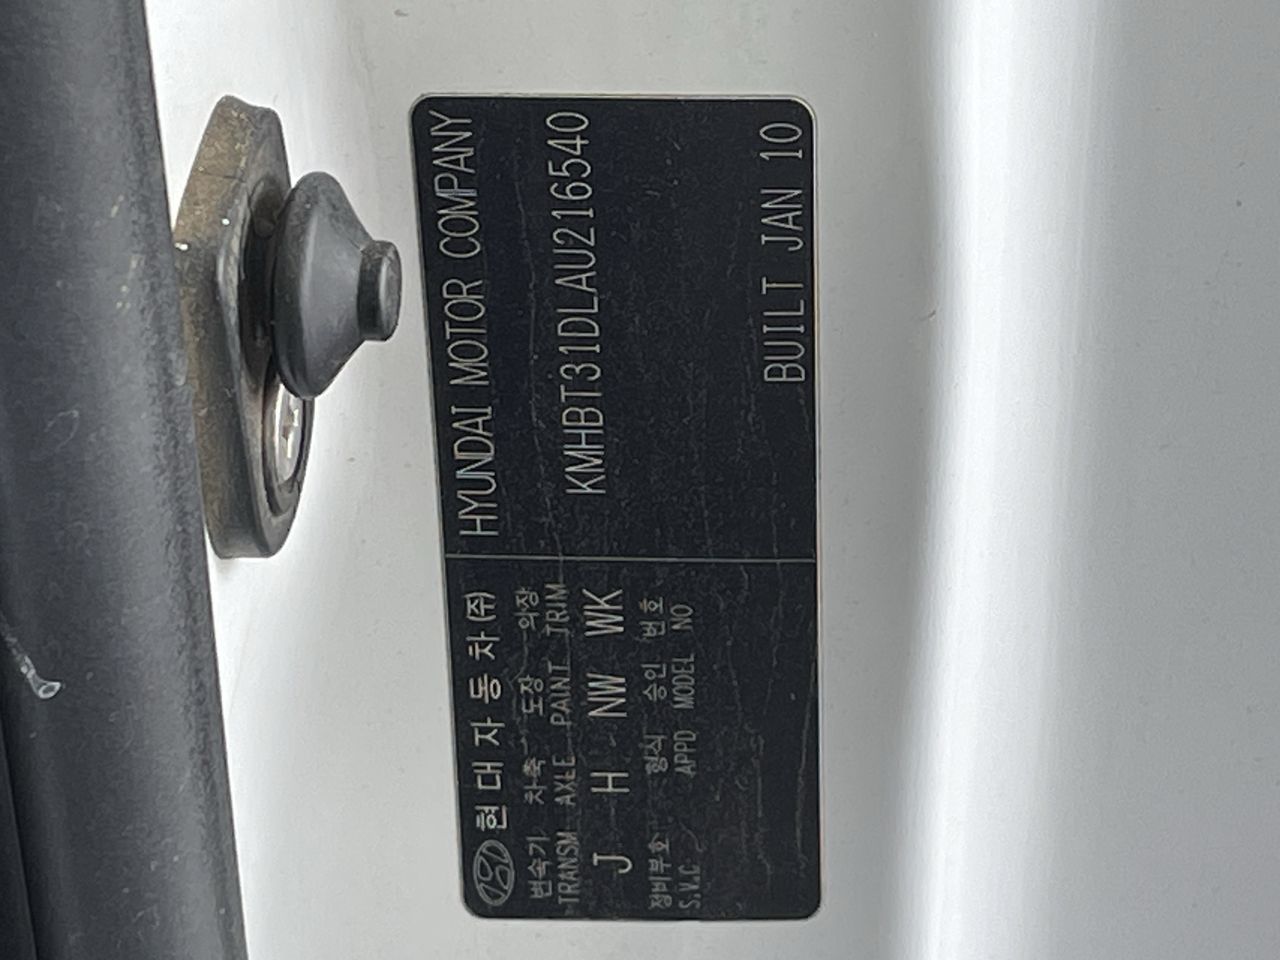 현대자동차(주)
HYUNDAI MOTOR COMPANY
변속기 차축 도장 의장
TRANSM AXLE PAINT TRIM
J H NW WK
KMHBT31DLAU216540
정비부호 형식 승인 번호
S.V.C APPD MODEL NO
BUILT JAN 10